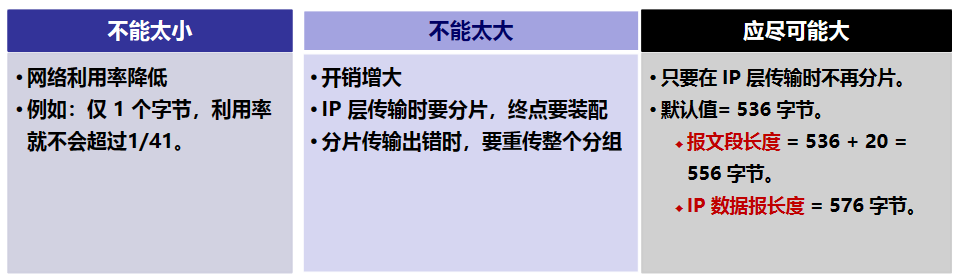 不能太小
• 网络利用率降低
• 例如：仅 1 个字节，利用率
就不会超过1/41。
不能太大
• 开销增大
• IP 层传输时要分片，终点要装配
• 分片传输出错时，要重传整个分组
应尽可能大
• 只要在 IP 层传输时不再分片。
• 默认值= 536 字节。
报文段长度 = 536 + 20 =
556 字节。
IP 数据报长度 = 576 字节。